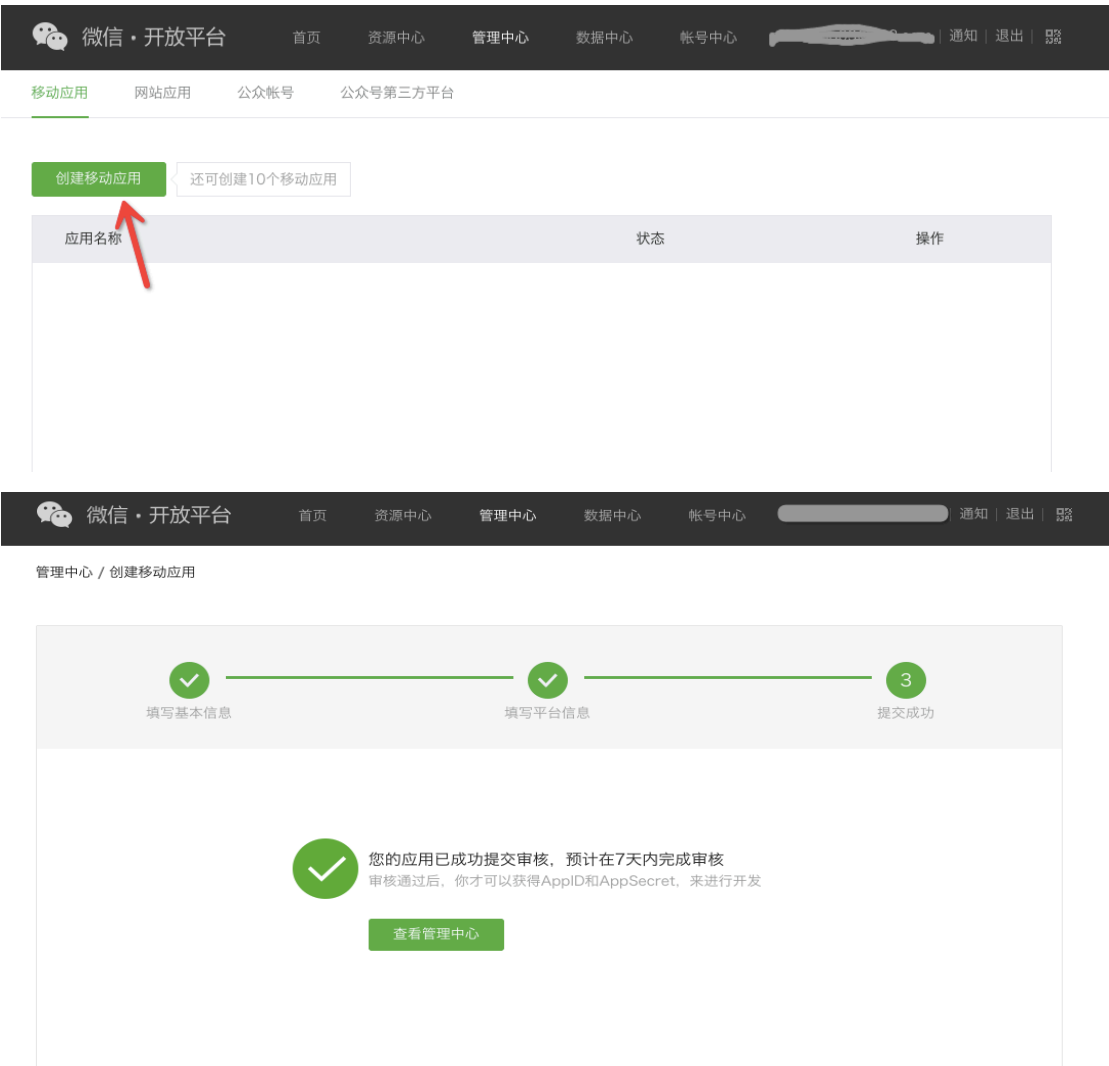 微信·开放平台 首页 资源中心 管理中心 数据中心 帐号中心 通知 退出
移动应用 网站应用 公众帐号 公众号第三方平台
创建移动应用 还可创建10个移动应用
应用名称 状态 操作
微信·开放平台 首页 资源中心 管理中心 数据中心 帐号中心 通知 退出
管理中心 / 创建移动应用
3
填写基本信息 填写平台信息 提交成功
您的应用已成功提交审核，预计在7天内完成审核
审核通过后，你才可以获得AppID和AppSecret，来进行开发
查看管理中心